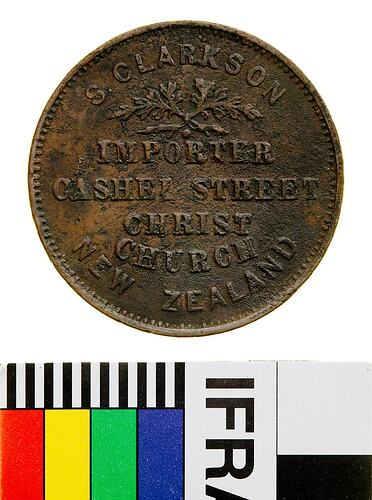 S. CLARKSON
IMPORTER
CASHEL STREET
CHRIST
CHURCH
NEW ZEALAND
IFRA